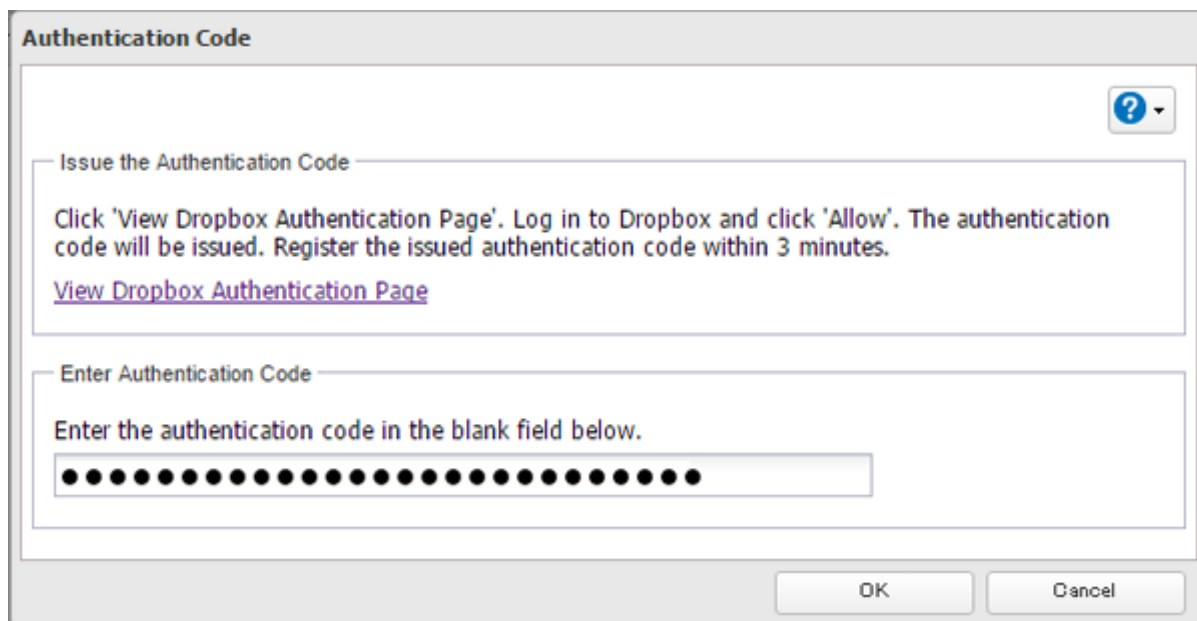 Authentication Code
?
Issue the Authentication Code
Click 'View Dropbox Authentication Page'. Log in to Dropbox and click 'Allow'. The authentication
code will be issued. Register the issued authentication code within 3 minutes.
View Dropbox Authentication Page
Enter Authentication Code
Enter the authentication code in the blank field below.
●●●●●●●●●●●●●●●●●●●●●●●●●●●
OK
Cancel